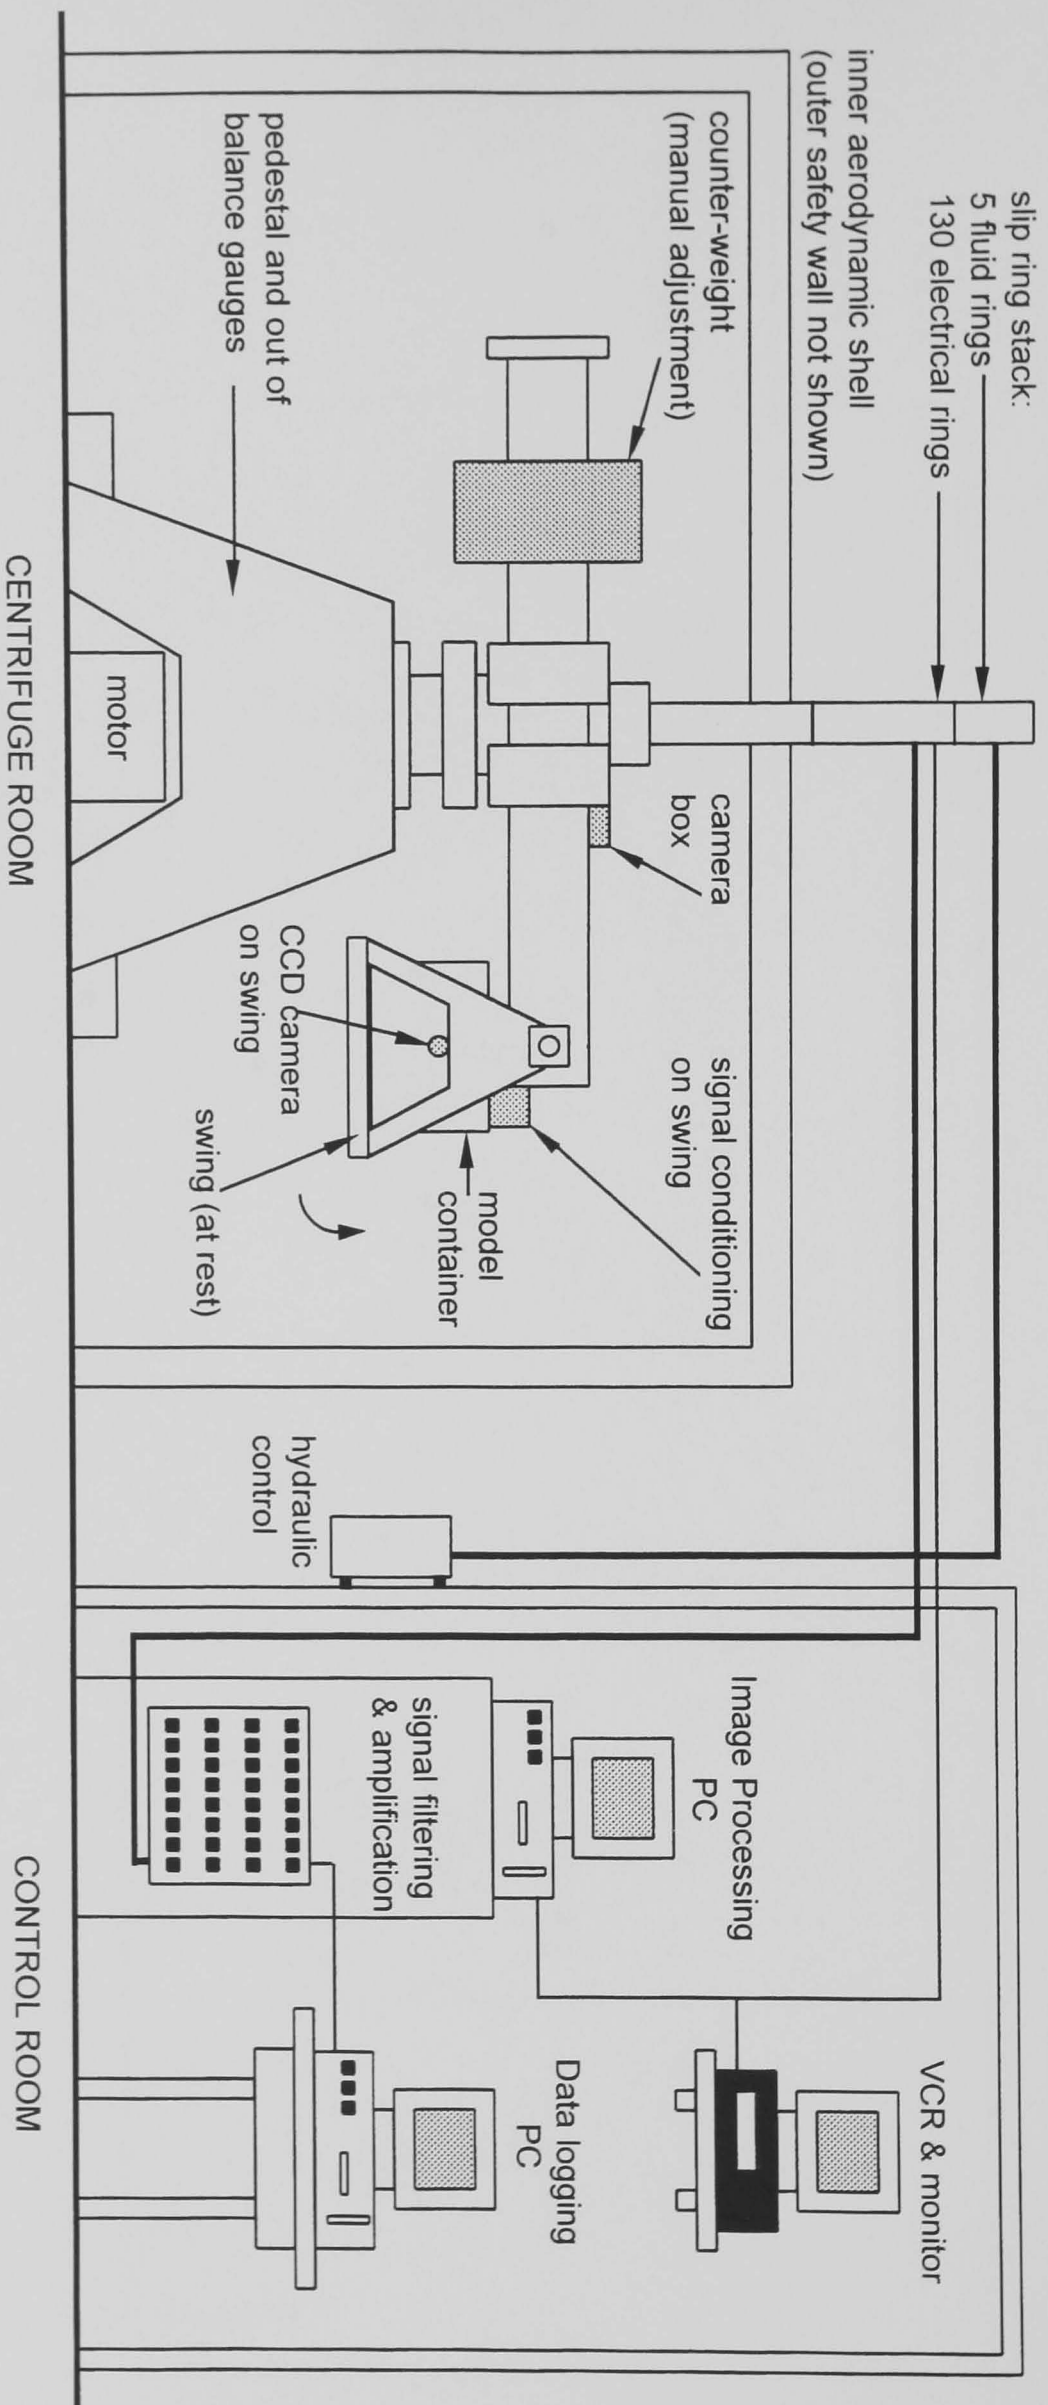 slip ring stack:
5 fluid rings
130 electrical rings
inner aerodynamic shell
(outer safety wall not shown)
counter-weight
(manual adjustment)
camera
box
signal conditioning
on swing
pedestal and out of
balance gauges
motor
CCD camera
on swing
swing (at rest)
model
container
hydraulic
control
Image Processing
PC
signal filtering
& amplification
VCR & monitor
Data logging
PC
CENTRIFUGE ROOM
CONTROL ROOM